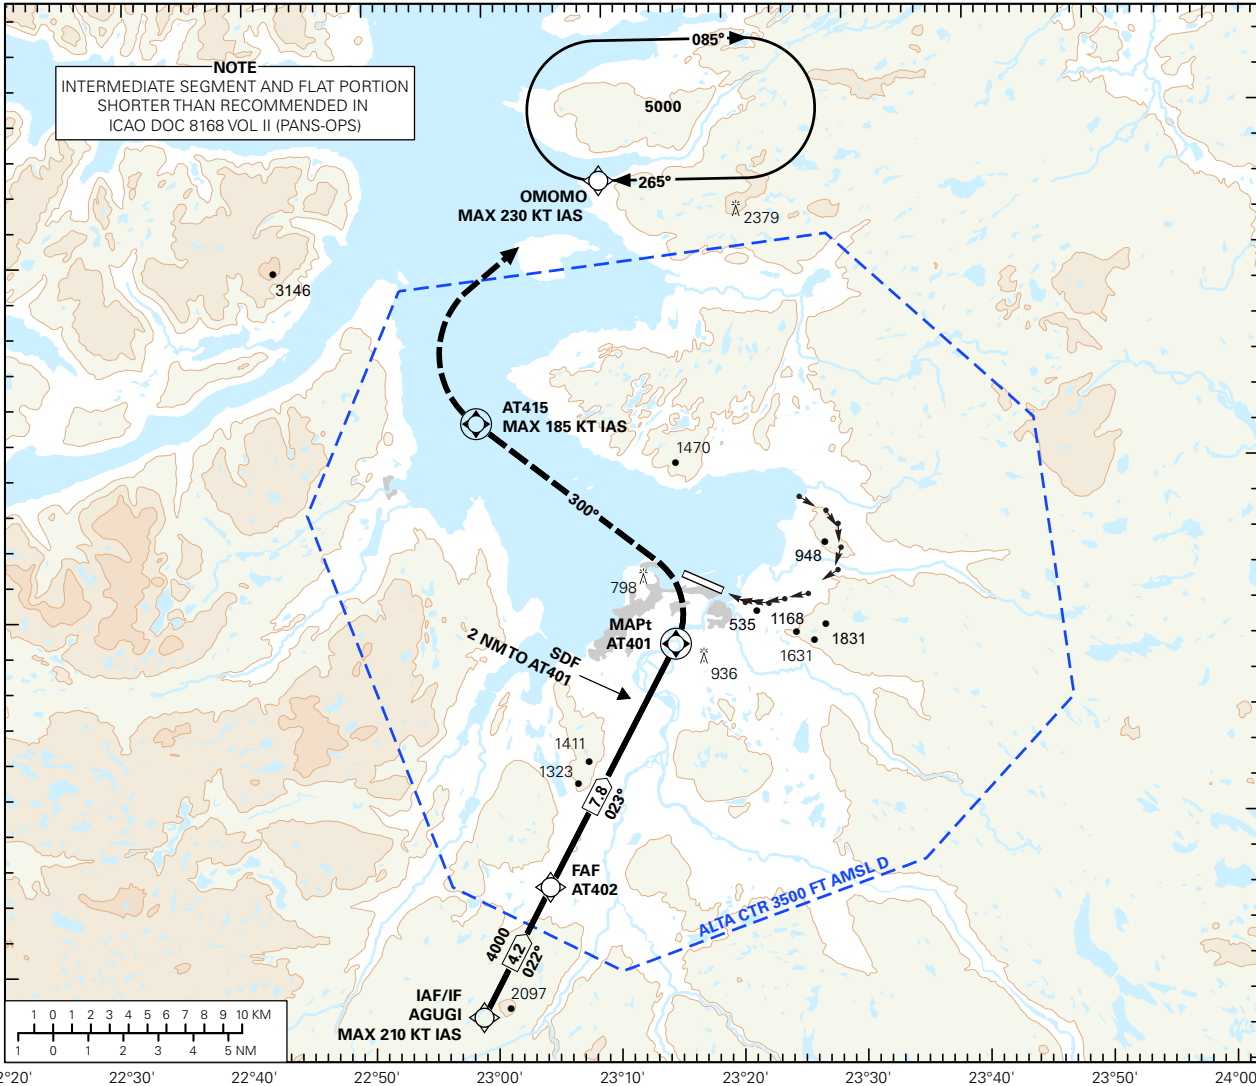 085°
NOTE
INTERMEDIATE SEGMENT AND FLAT PORTION
SHORTER THAN RECOMMENDED IN
ICAO DOC 8168 VOL II (PANS-OPS)
5000
265°
OMOMO
MAX 230 KT IAS
2379
3146
AT415
MAX 185 KT IAS
1470
300°
948
798
535
1168
1831
1631
MAPt
AT401
936
SDF
2 NM TO AT401
1411
1323
7.8
023°
FAF
AT402
ALTA CTR 3500 FT AMSL D
4000
4.2
022°
2097
IAF/IF
AGUGI
MAX 210 KT IAS
1 0 1 2 3 4 5 6 7 8 9 10 KM
1 0 1 2 3 4 5 NM
2°20' 22°30' 22°40' 22°50' 23°00' 23°10' 23°20' 23°30' 23°40' 23°50' 24°00'